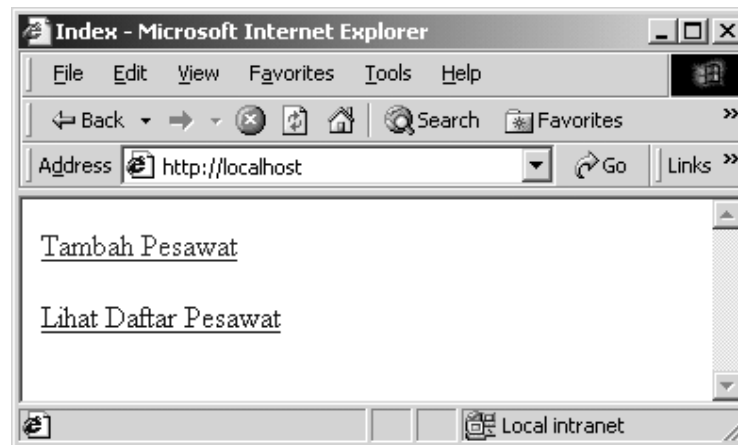 Index - Microsoft Internet Explorer
File Edit View Favorites Tools Help
Back Search Favorites »
Address http://localhost Go Links »
Tambah Pesawat
Lihat Daftar Pesawat
Local intranet